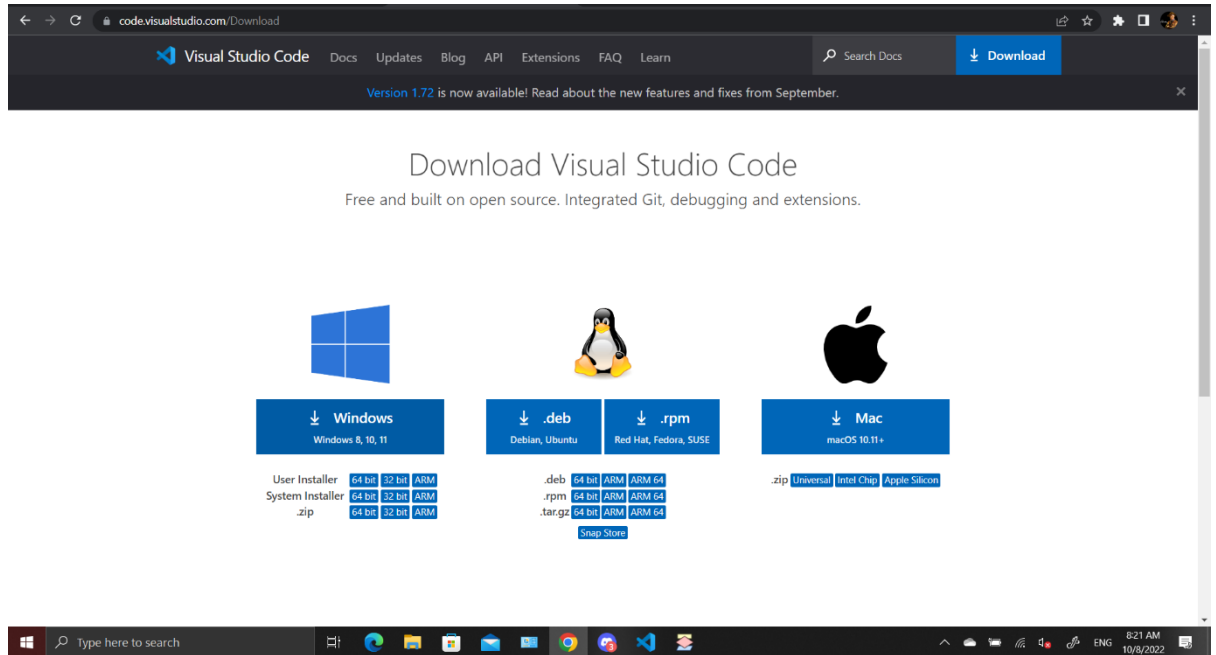 code.visualstudio.com/Download
Visual Studio Code Docs Updates Blog API Extensions FAQ Learn Search Docs Download
Version 1.72 is now available! Read about the new features and fixes from September.
Download Visual Studio Code
Free and built on open source. Integrated Git, debugging and extensions.
Windows
Windows 8, 10, 11
.deb
Debian, Ubuntu
.rpm
Red Hat, Fedora, SUSE
Mac
macOS 10.11+
User Installer 64 bit 32 bit ARM
System Installer 64 bit 32 bit ARM
.zip 64 bit 32 bit ARM
.deb 64 bit ARM ARM 64
.rpm 64 bit ARM ARM 64
.tar.gz 64 bit ARM ARM 64
Snap Store
.zip Universal Intel Chip Apple Silicon
Type here to search
ENG
8:21 AM
10/8/2022